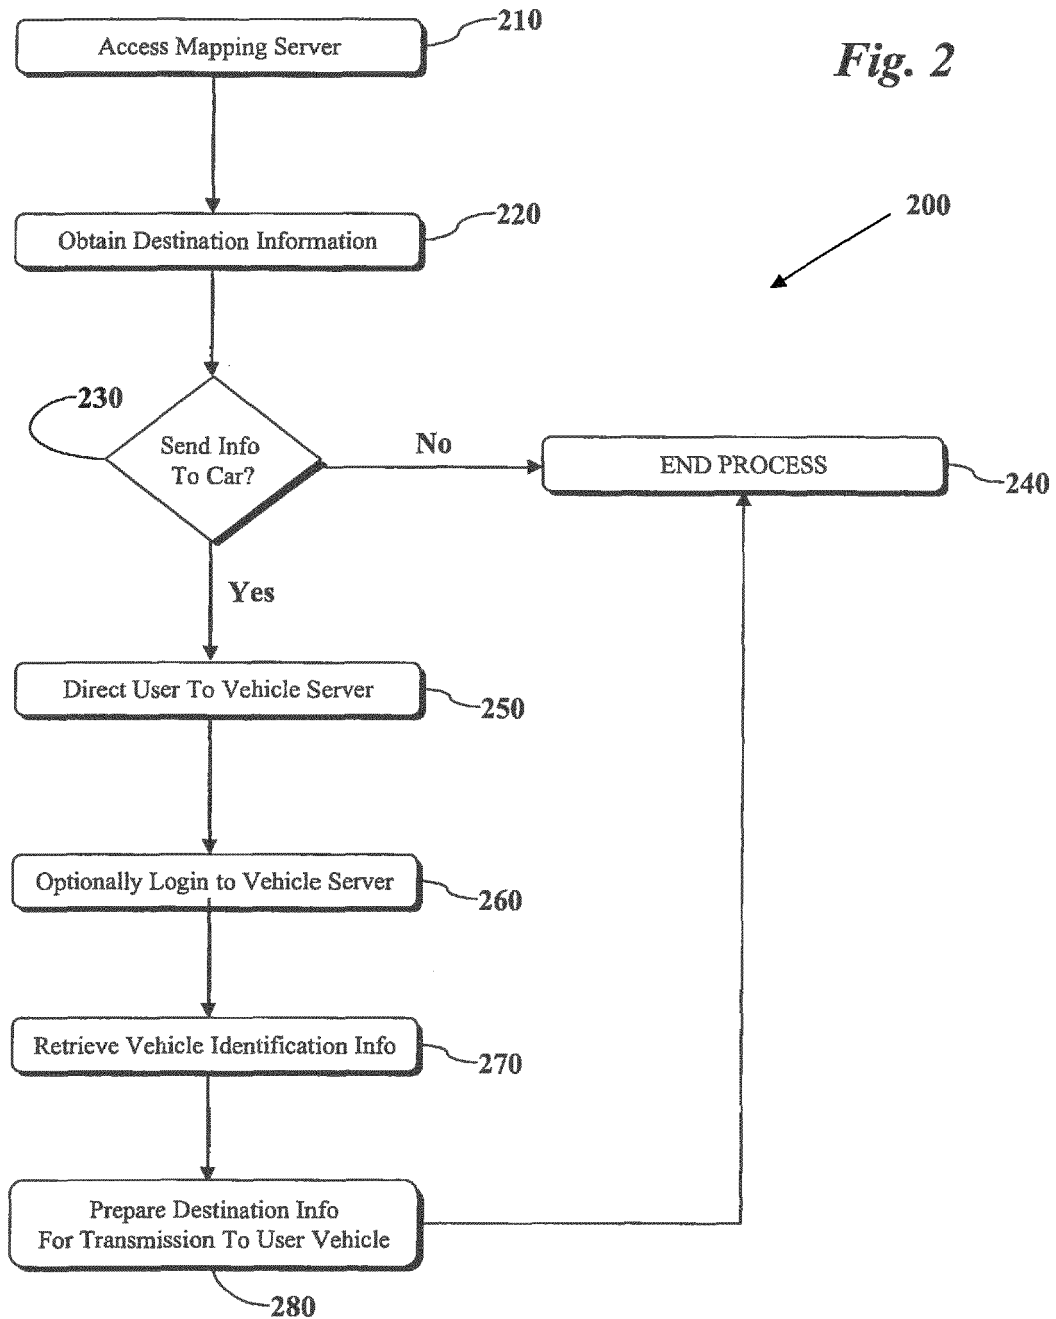 210
Access Mapping Server
Fig. 2
220
Obtain Destination Information
200
230
Send Info
To Car?
No
END PROCESS
240
Yes
Direct User To Vehicle Server
250
Optionally Login to Vehicle Server
260
Retrieve Vehicle Identification Info
270
Prepare Destination Info
For Transmission To User Vehicle
280